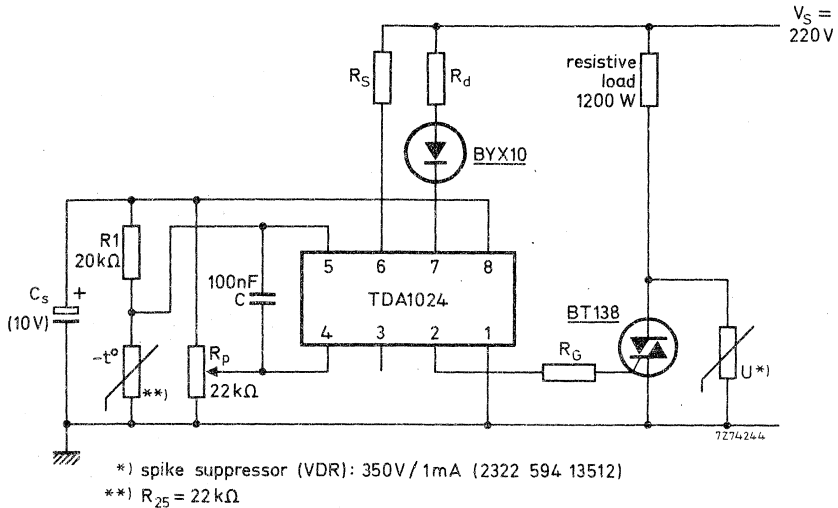 V_S =
220 V
R_S
R_d
resistive
load
1200 W
BYX10
R1
20kΩ
100nF
C
5 6 7 8
TDA1024
4 3 2 1
C_s +
(10 V)
-t°
**)
R_p
22kΩ
R_G
BT138
U*)
7Z74244
*) spike suppressor (VDR): 350V/1mA (2322 594 13512)
**) R_25 = 22kΩ